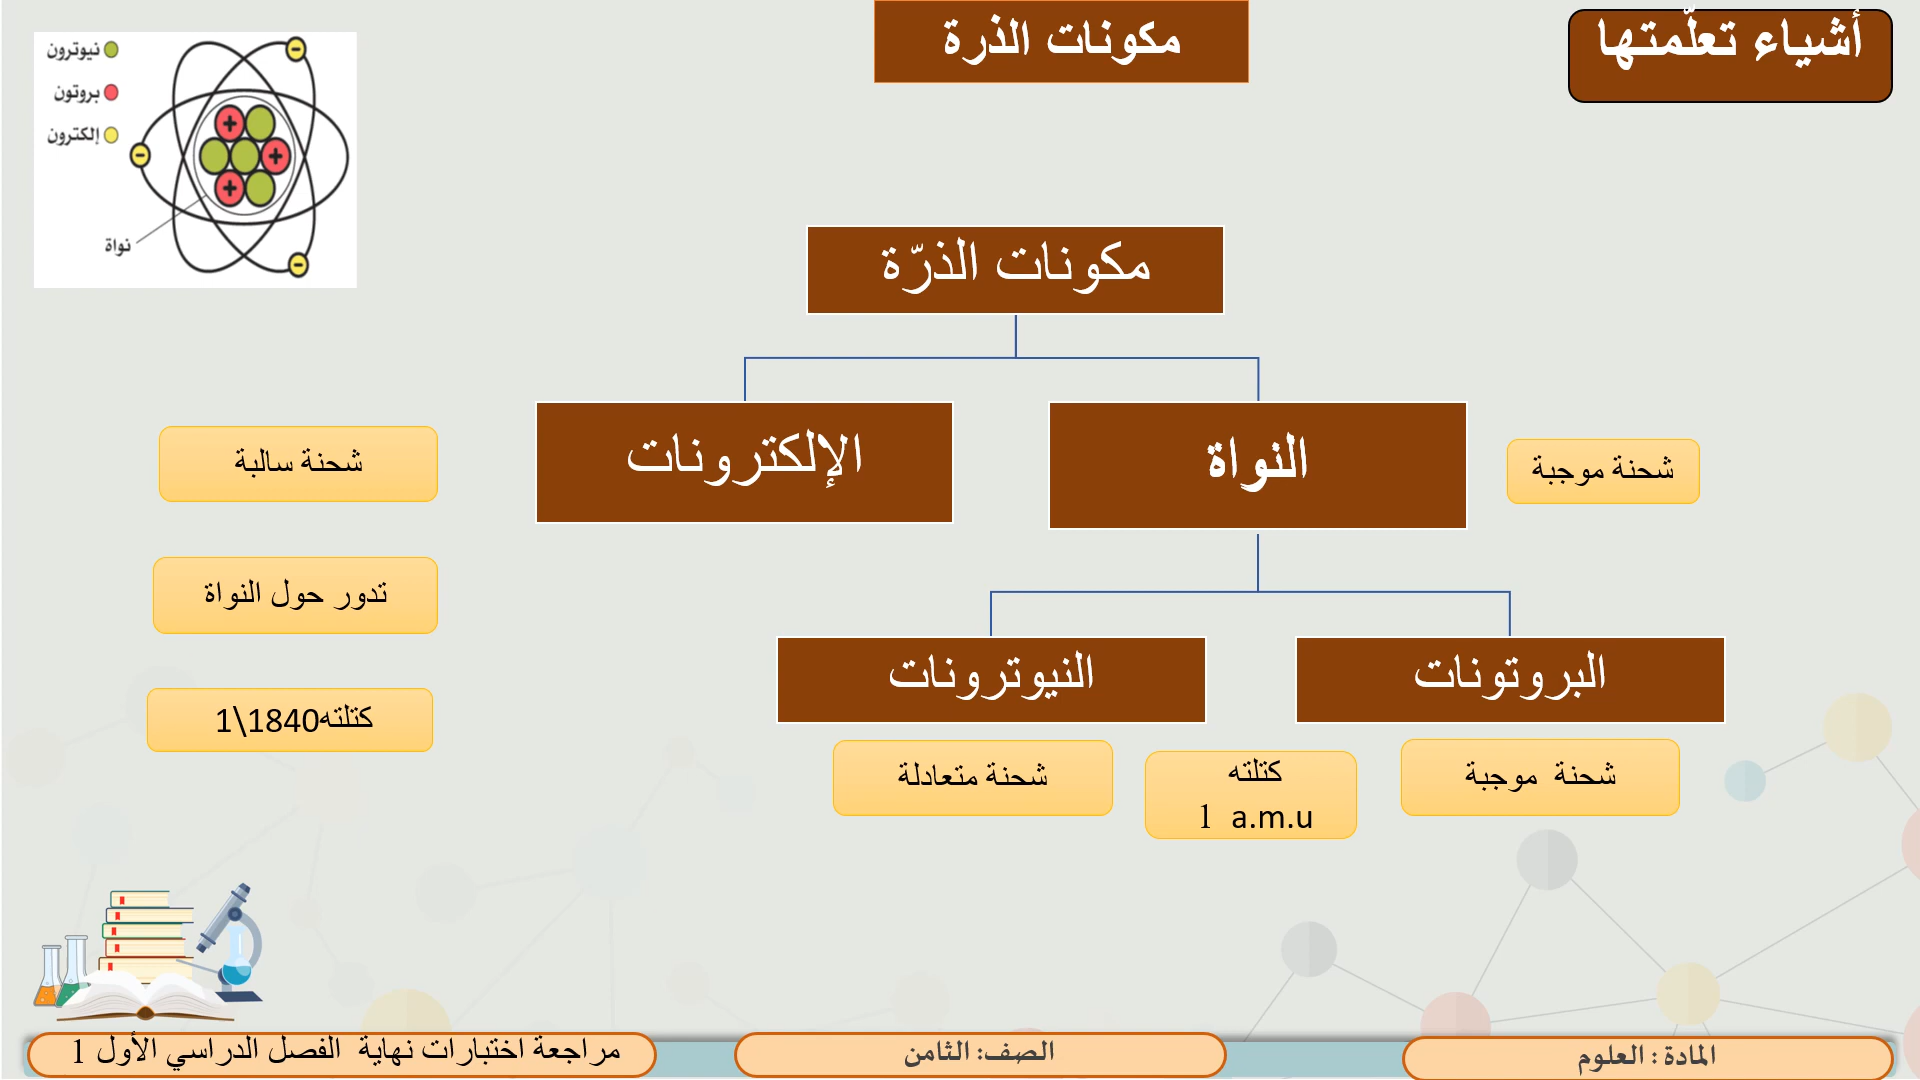 أشياء تعلّمتها
مكونات الذرة
نيوترون
بروتون
إلكترون
نواة
مكونات الذرّة
النواة
الإلكترونات
شحنة موجبة
شحنة سالبة
تدور حول النواة
كتلته1840\1
البروتونات
النيوترونات
شحنة  موجبة
كتلته
1  a.m.u
شحنة متعادلة
المادة : العلوم
الصف: الثامن
مراجعة اختبارات نهاية  الفصل الدراسي الأول 1